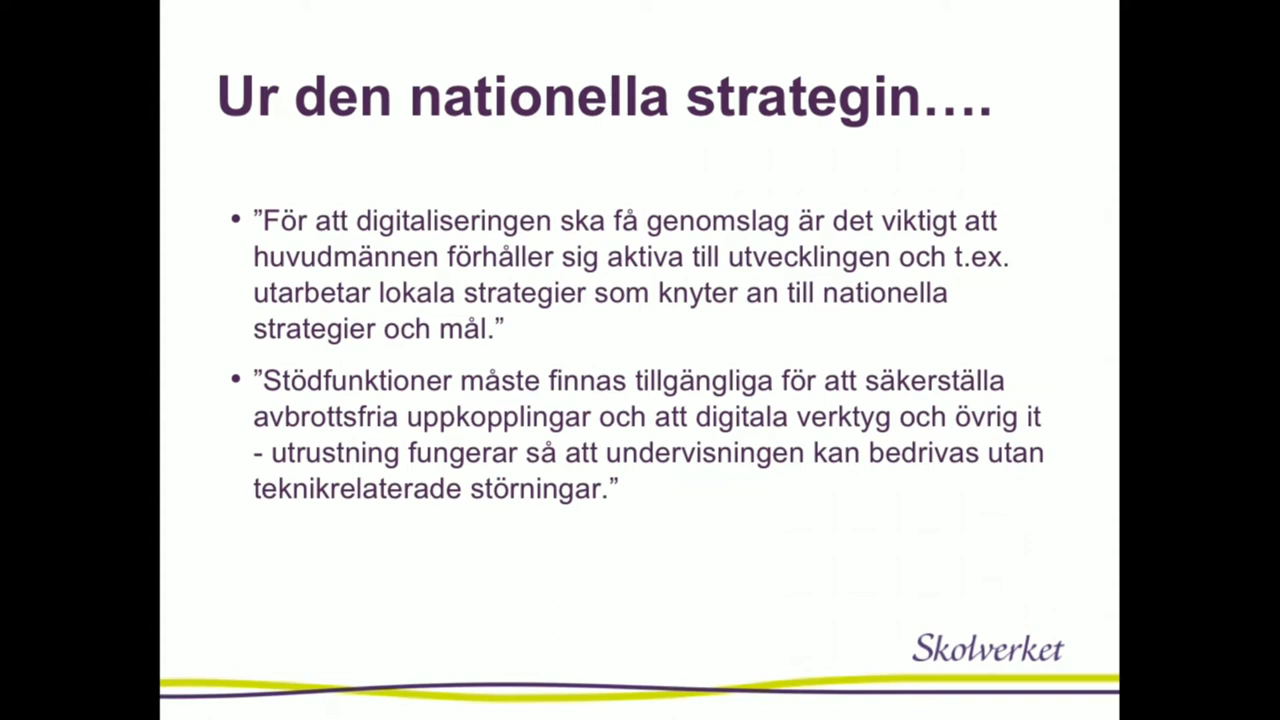 Ur den nationella strategin….
• ”För att digitaliseringen ska få genomslag är det viktigt att
huvudmännen förhåller sig aktiva till utvecklingen och t.ex.
utarbetar lokala strategier som knyter an till nationella
strategier och mål.”
• ”Stödfunktioner måste finnas tillgängliga för att säkerställa
avbrottsfria uppkopplingar och att digitala verktyg och övrig it
- utrustning fungerar så att undervisningen kan bedrivas utan
teknikrelaterade störningar.”
Skolverket